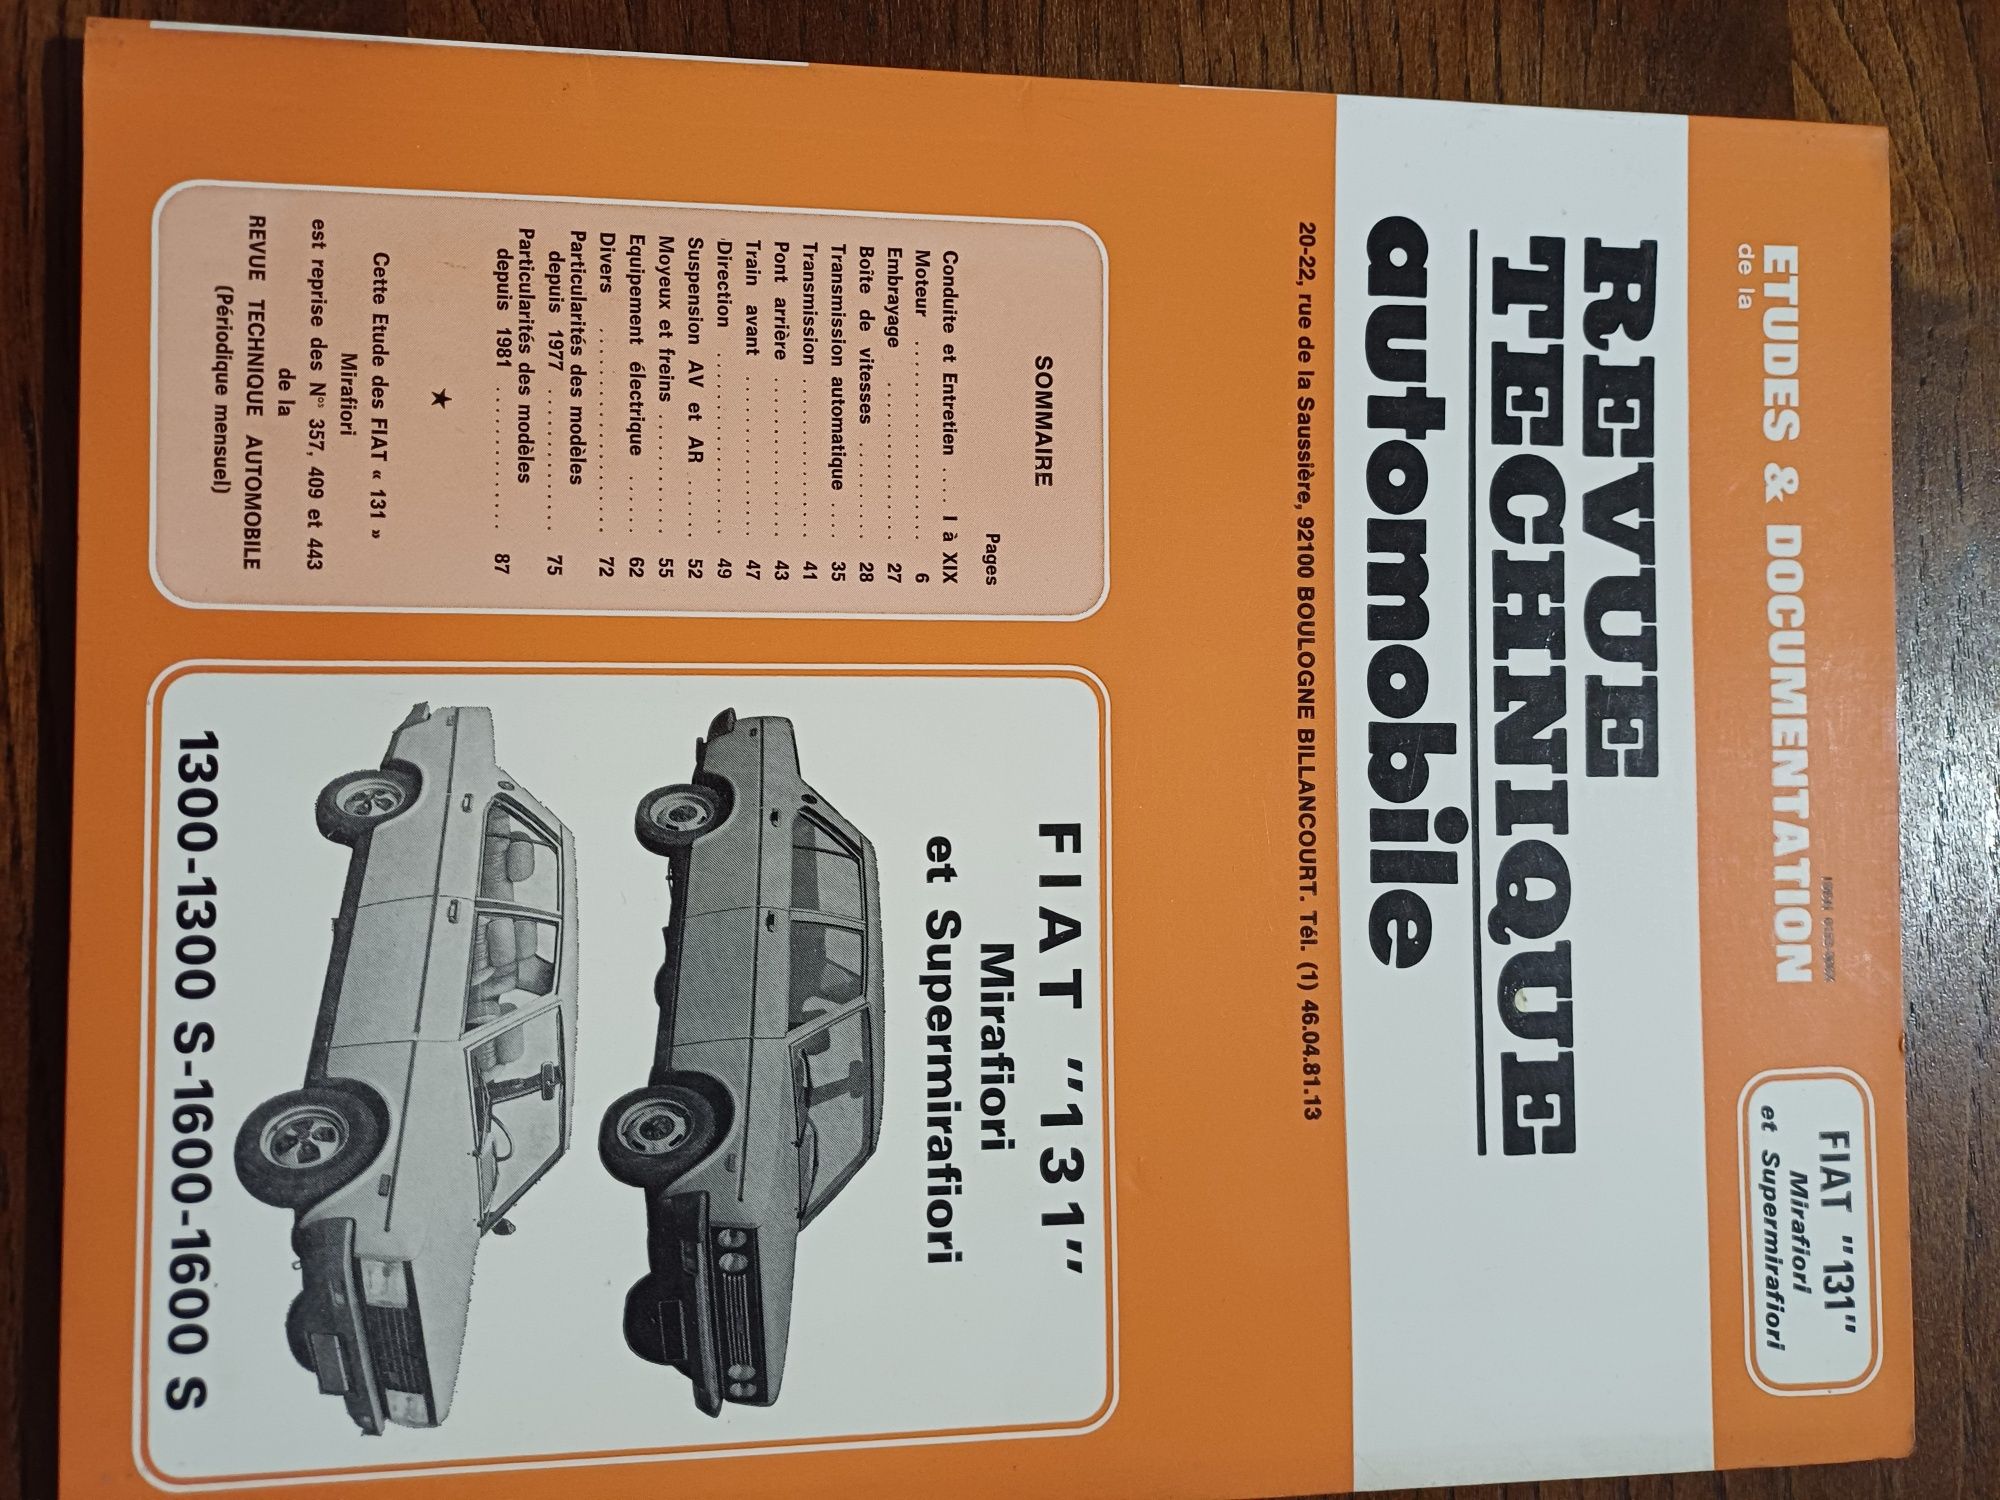 ETUDES & DOCUMENTATION
de la
FIAT "131"
Mirafiori
et Supermirafiori
REVUE
TECHNIQUE
automobile
20-22, rue de la Saussière, 92100 BOULOGNE BILLANCOURT. Tél. (1) 46.04.81.13
SOMMAIRE
Pages
Conduite et Entretien .... I à XIX
Moteur ........................ 6
Embrayage .................... 27
Boîte de vitesses .......... 28
Transmission automatique .... 35
Transmission ................. 41
Pont arrière ................. 43
Train avant .................. 47
Direction .................... 49
Suspension AV et AR ...... 52
Moyeux et freins ............ 55
Equipement électrique ...... 62
Divers ........................ 72
Particularités des modèles
depuis 1977 ................ 75
Particularités des modèles
depuis 1981 ................ 87
★
Cette Etude des FIAT « 131 »
Mirafiori
est reprise des Nos 357, 409 et 443
de la
REVUE TECHNIQUE AUTOMOBILE
(Périodique mensuel)
FIAT "131"
Mirafiori
et Supermirafiori
1300-1300 S-1600-1600 S